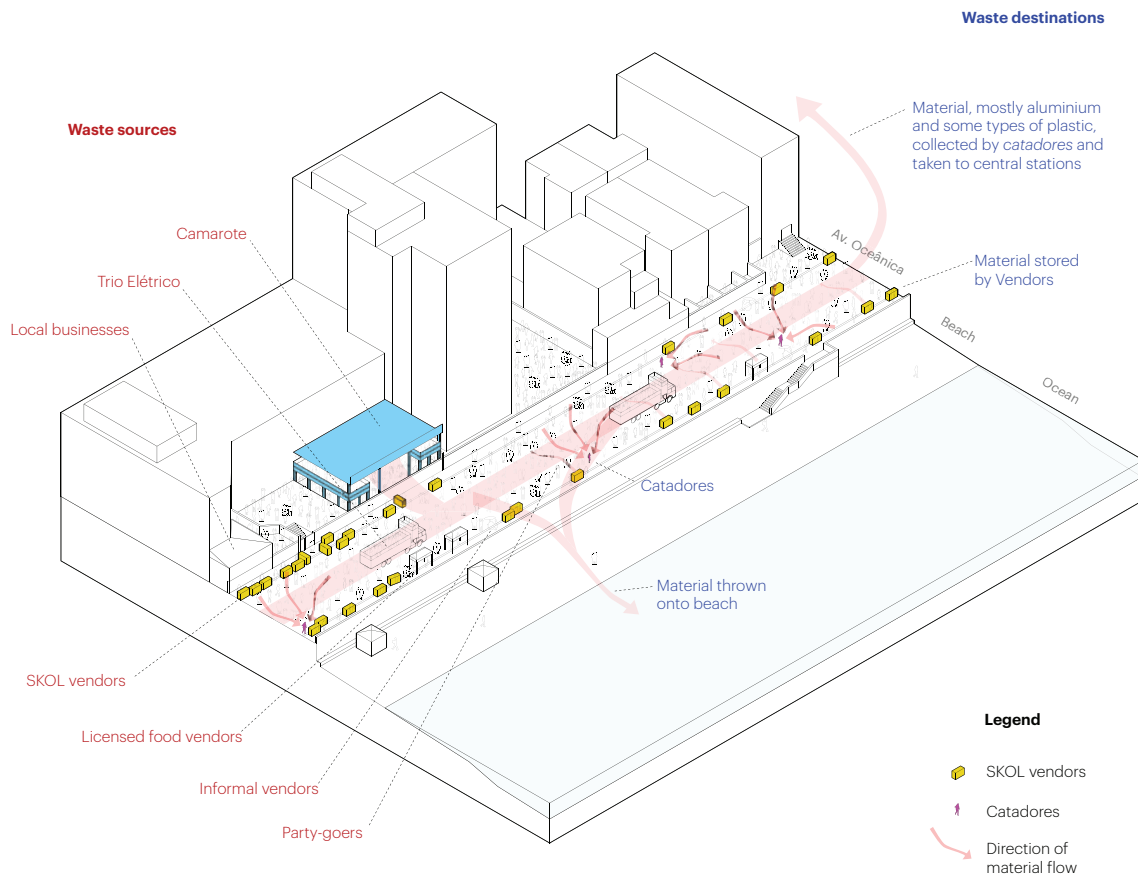 Waste destinations
Waste sources
Material, mostly aluminium
and some types of plastic,
collected by catadores and
taken to central stations
Camarote
Trio Elétrico
Local businesses
Av. Oceânica
Material stored
by Vendors
Beach
Ocean
Catadores
Material thrown
onto beach
SKOL vendors
Licensed food vendors
Informal vendors
Party-goers
Legend
SKOL vendors
Catadores
Direction of
material flow